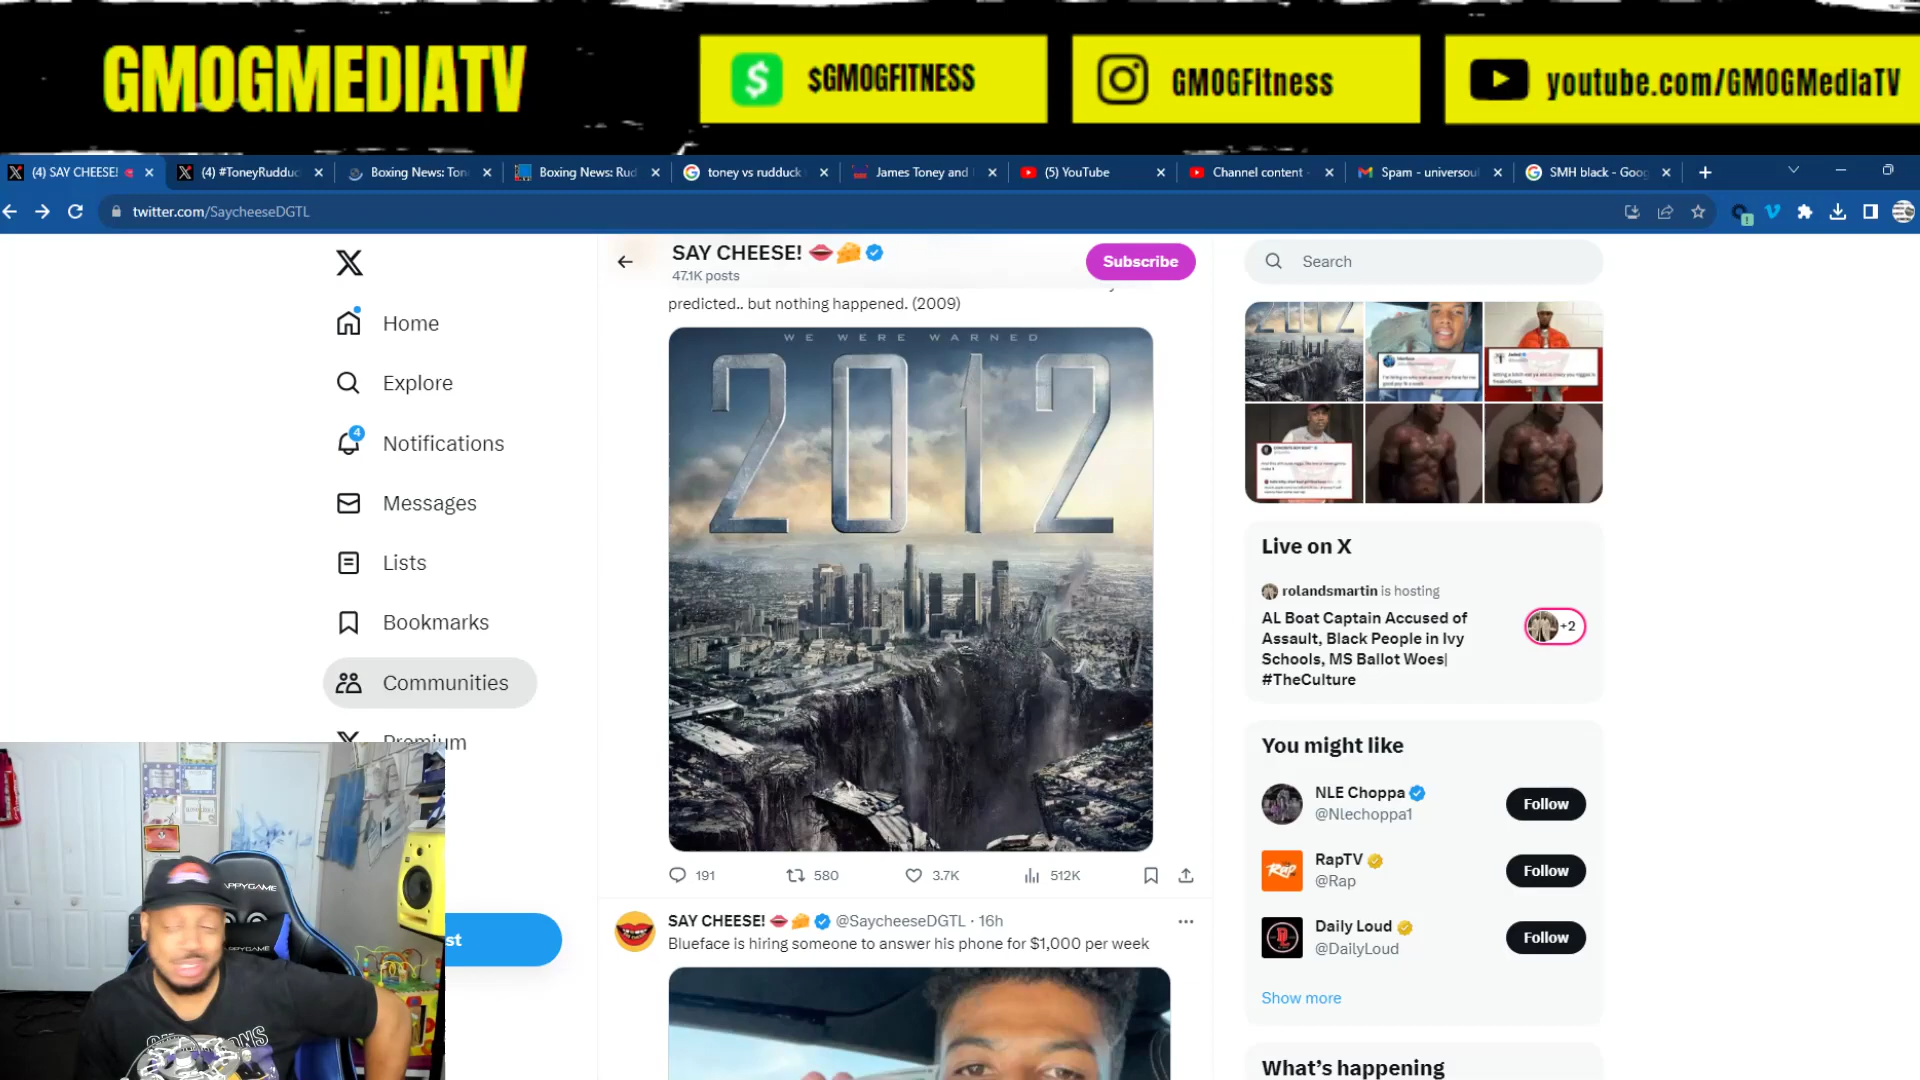 GMOGMEDIATV
$GMOGFITNESS
GMOGFItness
youtube.com/GMOGMediaTV
(4) SAY CHEESE!
(4) #ToneyRudduc
Boxing News: Ton
Boxing News: Rud
toney vs rudduck
James Toney and
(5) YouTube
Channel content -
Spam - universou
SMH black - Goog
twitter.com/SaycheeseDGTL
SAY CHEESE!
47.1K posts
Subscribe
Search
Home
Explore
4
Notifications
Messages
Lists
Bookmarks
Communities
Premium
st
predicted.. but nothing happened. (2009)
WE WERE WARNED
2012
191
580
3.7K
512K
SAY CHEESE! @SaycheeseDGTL · 16h
Blueface is hiring someone to answer his phone for $1,000 per week
Live on X
rolandsmartin is hosting
AL Boat Captain Accused of
Assault, Black People in Ivy
Schools, MS Ballot Woes|
#TheCulture
+2
You might like
NLE Choppa
@Nlechoppa1
Follow
RapTV
@Rap
Follow
Daily Loud
@DailyLoud
Follow
Show more
What's happening
APPYGAME
APPYGAME